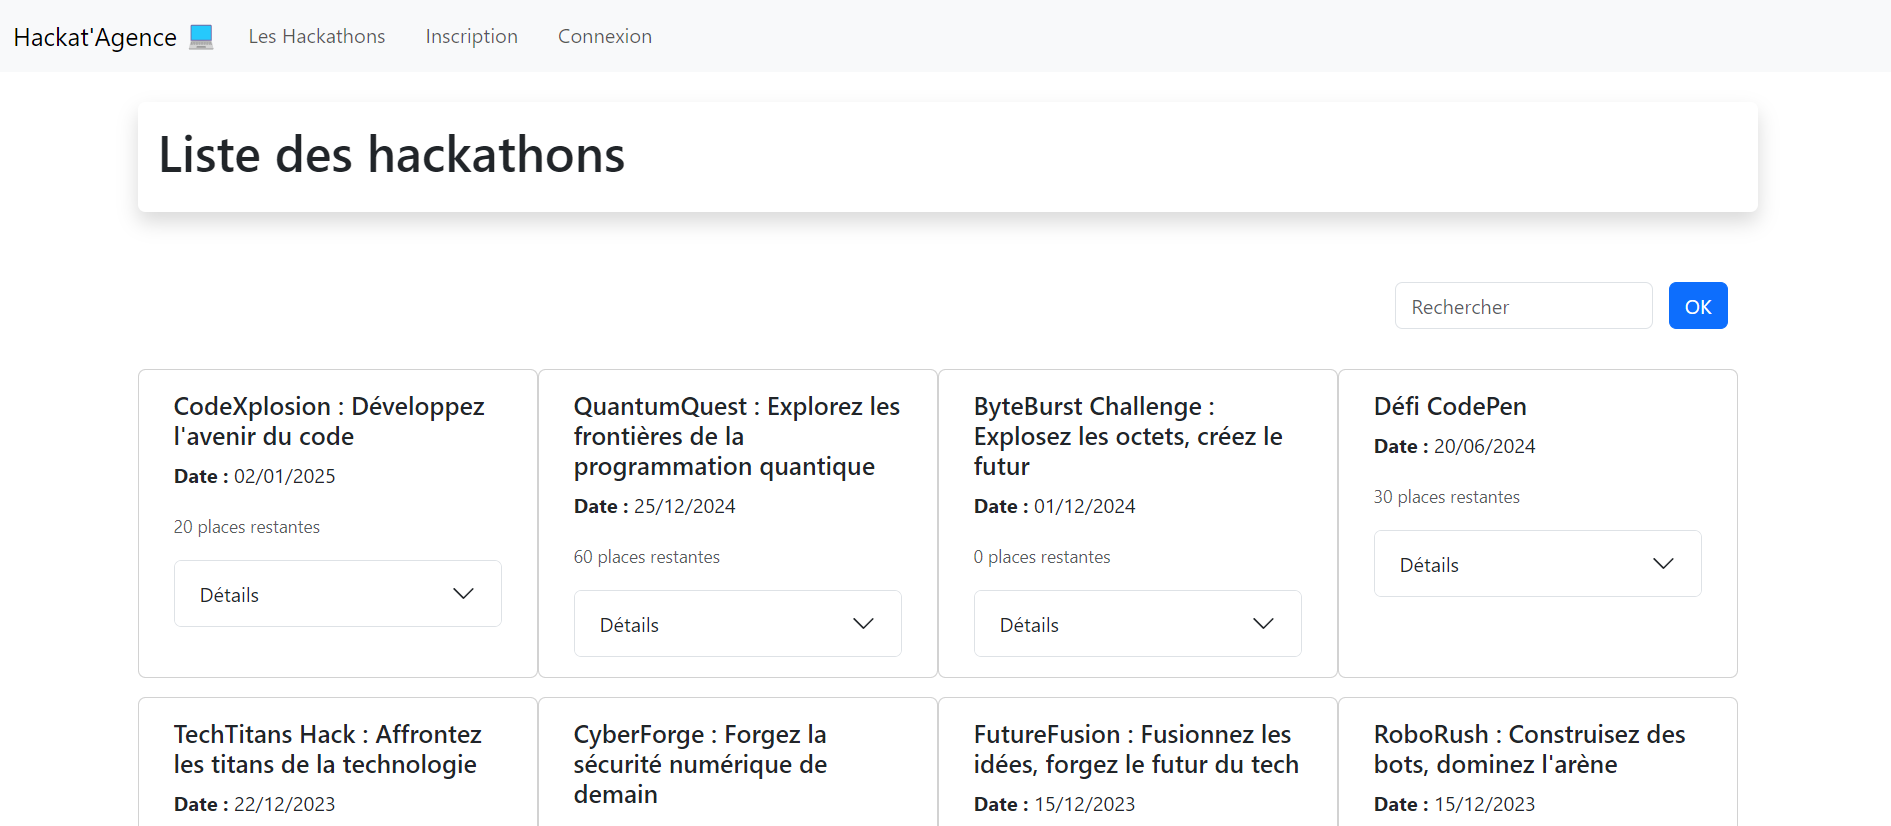 Hackat'Agence
Les Hackathons
Inscription
Connexion
Liste des hackathons
Rechercher
OK
CodeXplosion : Développez
l'avenir du code
Date : 02/01/2025
20 places restantes
Détails
QuantumQuest : Explorez les
frontières de la
programmation quantique
Date : 25/12/2024
60 places restantes
Détails
ByteBurst Challenge :
Explosez les octets, créez le
futur
Date : 01/12/2024
0 places restantes
Détails
Défi CodePen
Date : 20/06/2024
30 places restantes
Détails
TechTitans Hack : Affrontez
les titans de la technologie
Date : 22/12/2023
CyberForge : Forgez la
sécurité numérique de
demain
FutureFusion : Fusionnez les
idées, forgez le futur du tech
Date : 15/12/2023
RoboRush : Construisez des
bots, dominez l'arène
Date : 15/12/2023